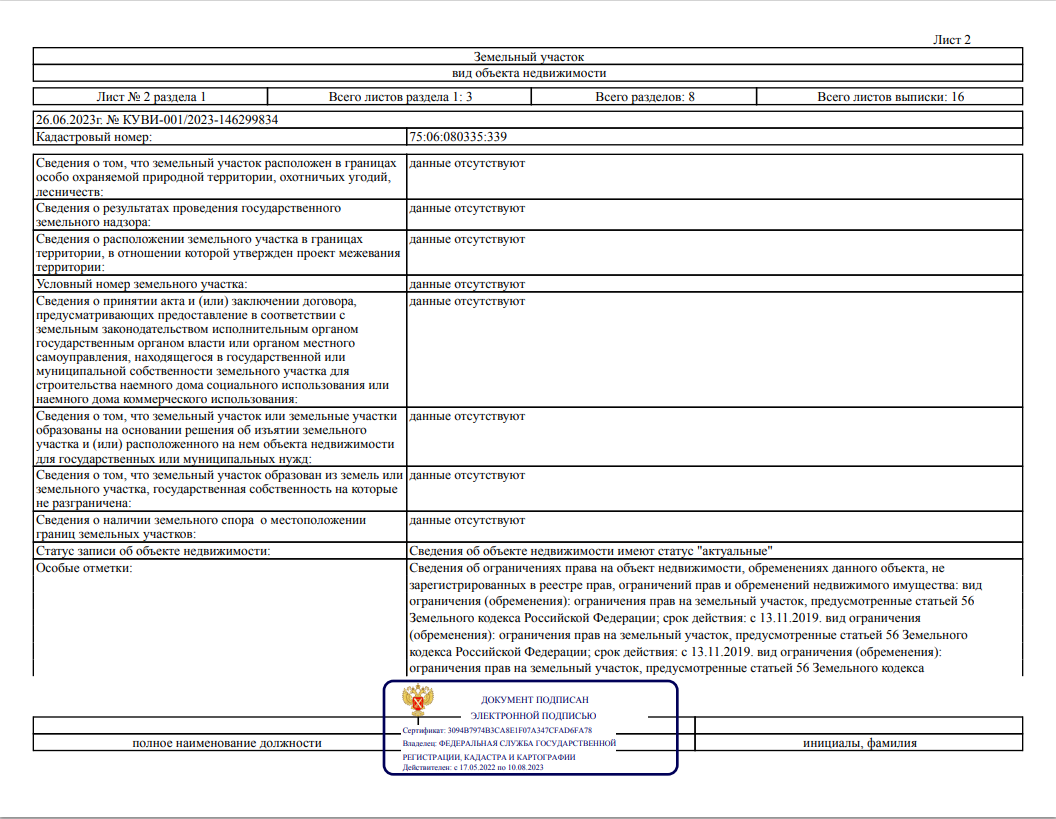 Лист 2
Земельный участок
вид объекта недвижимости
Лист № 2 раздела 1
Всего листов раздела 1: 3
Всего разделов: 8
Всего листов выписки: 16
26.06.2023г. № КУВИ-001/2023-146299834
Кадастровый номер:
75:06:080335:339
Сведения о том, что земельный участок расположен в границах
особо охраняемой природной территории, охотничьих угодий,
лесничеств:
данные отсутствуют
Сведения о результатах проведения государственного
земельного надзора:
данные отсутствуют
Сведения о расположении земельного участка в границах
территории, в отношении которой утвержден проект межевания
территории:
данные отсутствуют
Условный номер земельного участка:
данные отсутствуют
Сведения о принятии акта и (или) заключении договора,
предусматривающих предоставление в соответствии с
земельным законодательством исполнительным органом
государственным органом власти или органом местного
самоуправления, находящегося в государственной или
муниципальной собственности земельного участка для
строительства наемного дома социального использования или
наемного дома коммерческого использования:
данные отсутствуют
Сведения о том, что земельный участок или земельные участки
образованы на основании решения об изъятии земельного
участка и (или) расположенного на нем объекта недвижимости
для государственных или муниципальных нужд:
данные отсутствуют
Сведения о том, что земельный участок образован из земель или
земельного участка, государственная собственность на которые
не разграничена:
данные отсутствуют
Сведения о наличии земельного спора о местоположении
границ земельных участков:
данные отсутствуют
Статус записи об объекте недвижимости:
Сведения об объекте недвижимости имеют статус "актуальные"
Особые отметки:
Сведения об ограничениях права на объект недвижимости, обременениях данного объекта, не
зарегистрированных в реестре прав, ограничений прав и обременений недвижимого имущества: вид
ограничения (обременения): ограничения прав на земельный участок, предусмотренные статьей 56
Земельного кодекса Российской Федерации; срок действия: c 13.11.2019. вид ограничения
(обременения): ограничения прав на земельный участок, предусмотренные статьей 56 Земельного
кодекса Российской Федерации; срок действия: c 13.11.2019. вид ограничения (обременения):
ограничения прав на земельный участок, предусмотренные статьей 56 Земельного кодекса
ДОКУМЕНТ ПОДПИСАН
ЭЛЕКТРОННОЙ ПОДПИСЬЮ
Сертификат: 3094B7974B3CA8E1F07A347CFAD6FA78
Владелец: ФЕДЕРАЛЬНАЯ СЛУЖБА ГОСУДАРСТВЕННОЙ
РЕГИСТРАЦИИ, КАДАСТРА И КАРТОГРАФИИ
Действителен: с 17.05.2022 по 10.08.2023
полное наименование должности
инициалы, фамилия